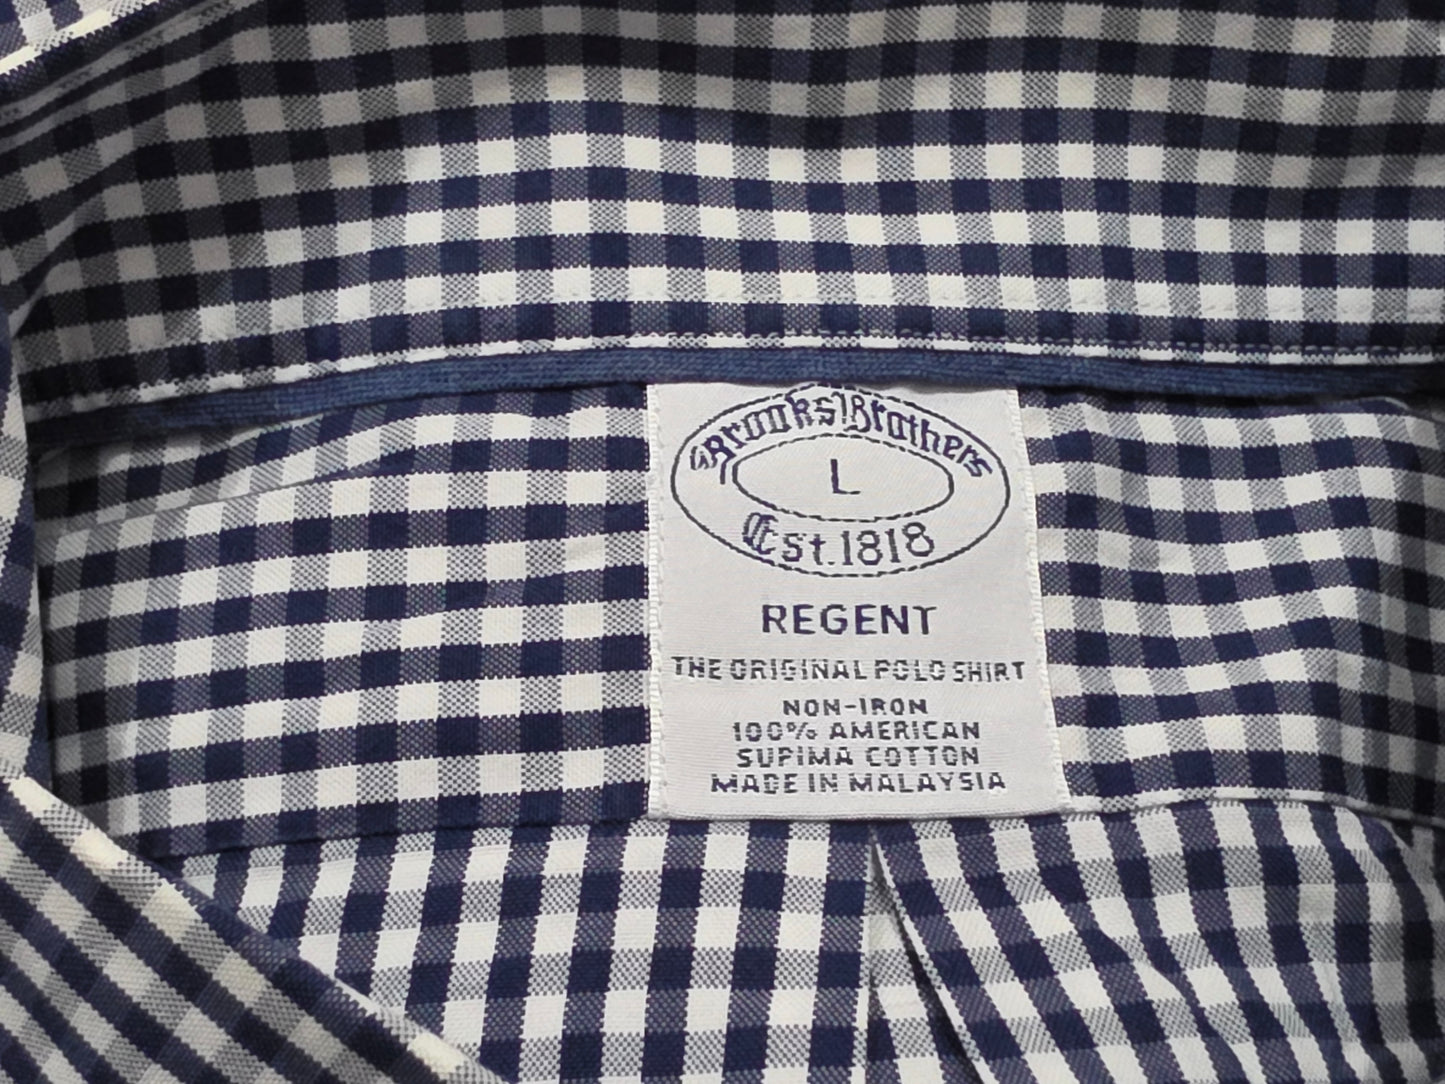 Brooks Brothers
L
Est. 1818
REGENT
THE ORIGINAL POLO SHIRT
NON-IRON
100% AMERICAN
SUPIMA COTTON
MADE IN MALAYSIA